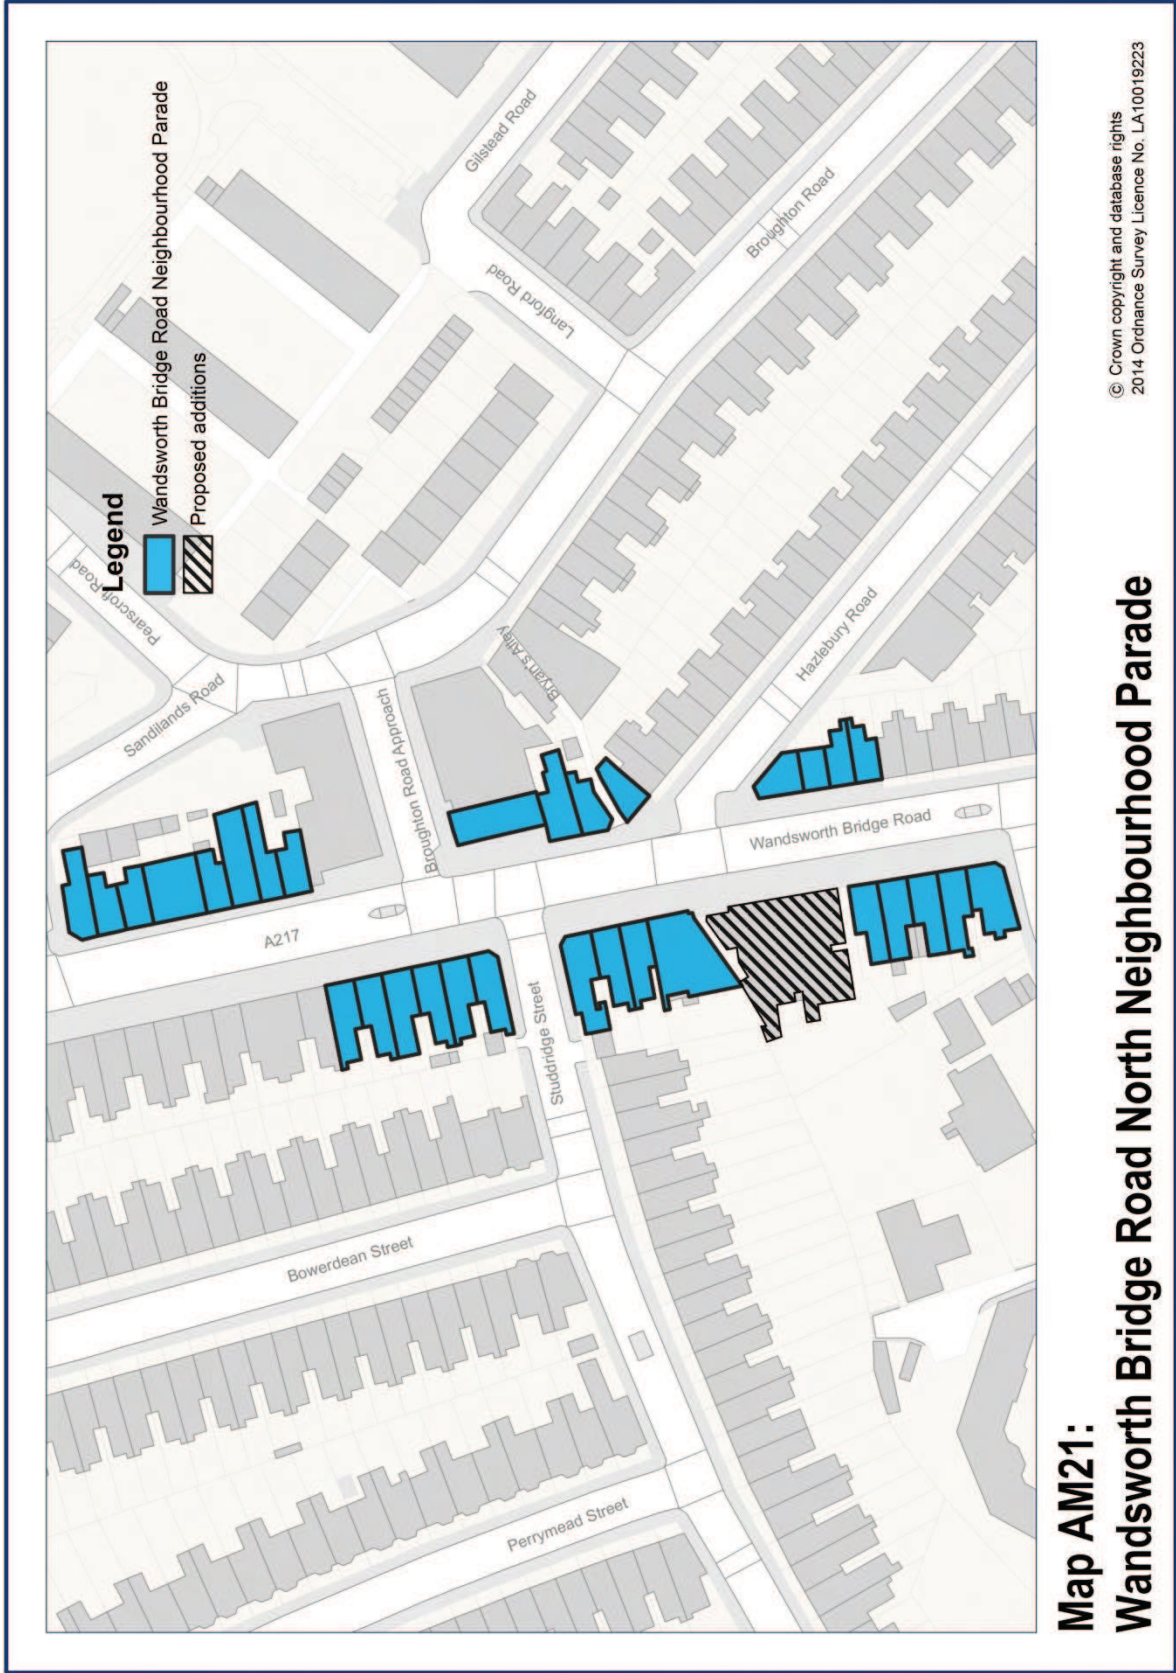 Legend
Wandsworth Bridge Road Neighbourhood Parade
Proposed additions
Pearscroft Road
Sandilands Road
Gilstead Road
Langford Road
Broughton Road
Broughton Road Approach
Bryan's Alley
Hazlebury Road
A217
Wandsworth Bridge Road
Studdridge Street
Bowerdean Street
Perrymead Street
Map AM21:
Wandsworth Bridge Road North Neighbourhood Parade
© Crown copyright and database rights
2014 Ordnance Survey Licence No. LA10019223